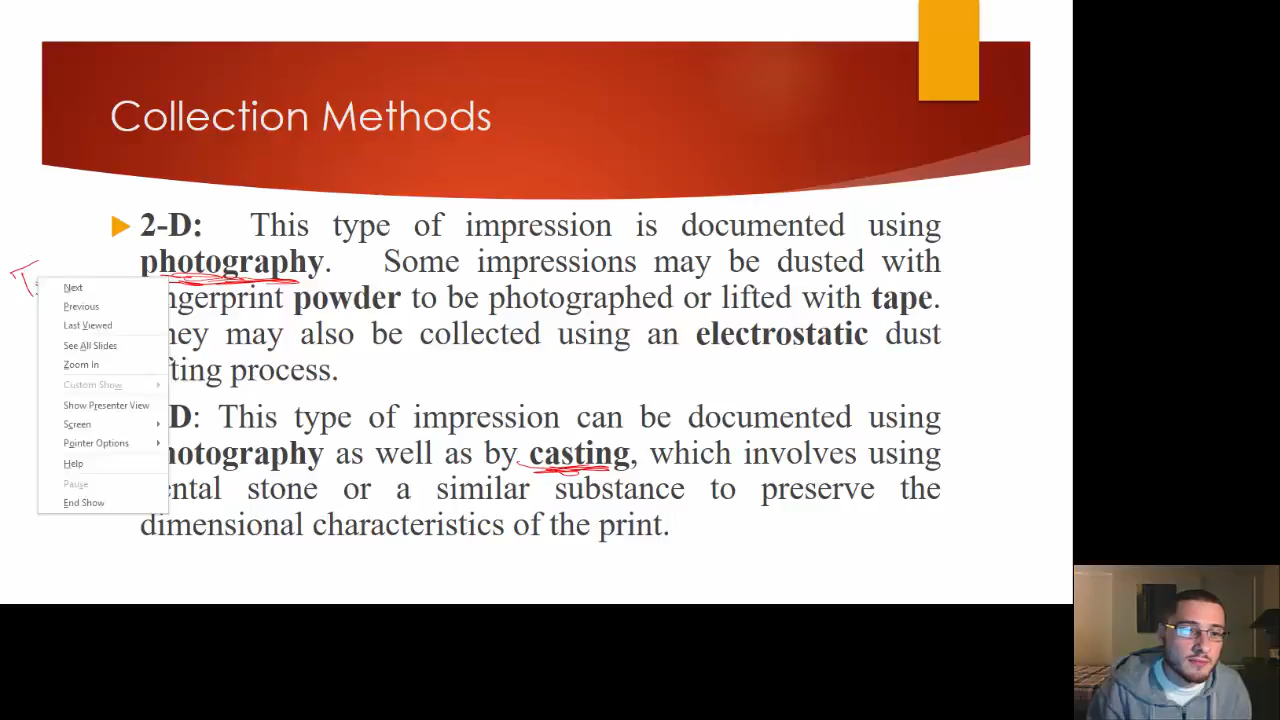 Collection Methods
2-D: This type of impression is documented using
photography. Some impressions may be dusted with
ngerprint powder to be photographed or lifted with tape.
hey may also be collected using an electrostatic dust
fting process.
D: This type of impression can be documented using
hotography as well as by casting, which involves using
ental stone or a similar substance to preserve the
dimensional characteristics of the print.
Next
Previous
Last Viewed
See All Slides
Zoom In
Custom Show
Show Presenter View
Screen
Pointer Options
Help
Pause
End Show